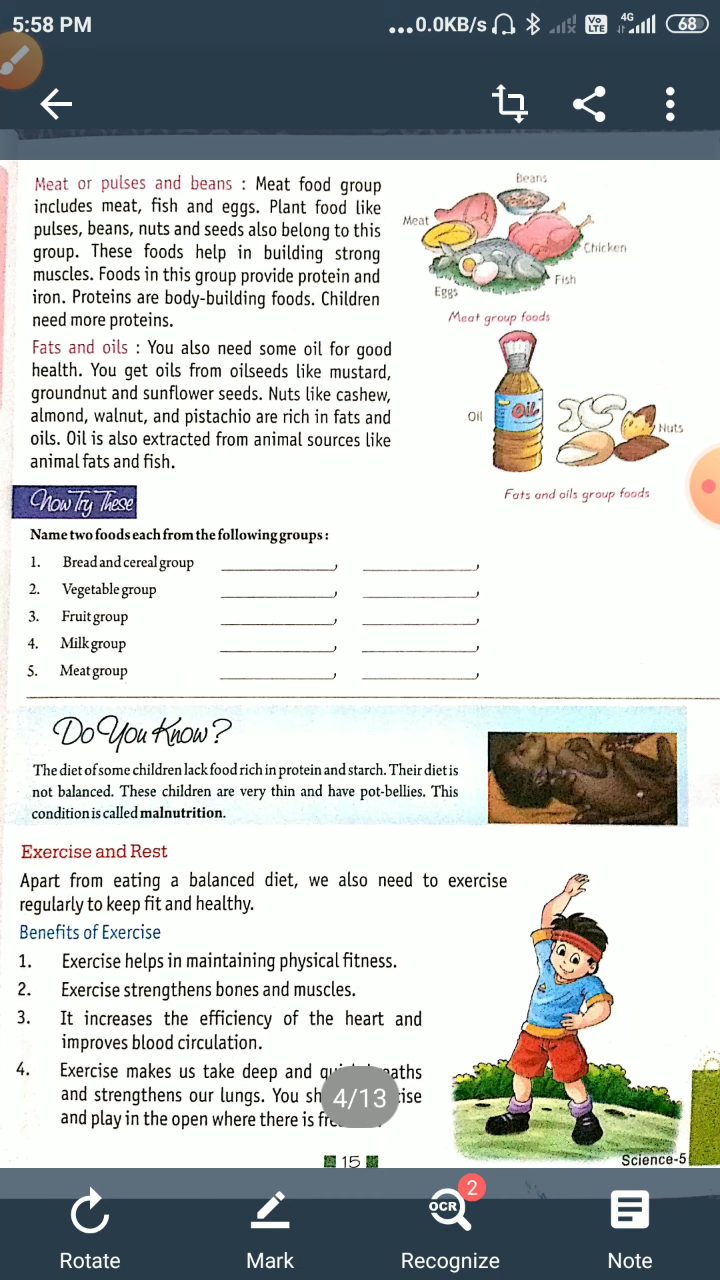 5:58 PM
...0.0KB/s
Vo LTE
4G
68
Meat or pulses and beans : Meat food group
includes meat, fish and eggs. Plant food like
pulses, beans, nuts and seeds also belong to this
group. These foods help in building strong
muscles. Foods in this group provide protein and
iron. Proteins are body-building foods. Children
need more proteins.
Beans
Meat
Chicken
Fish
Eggs
Meat group foods
Fats and oils : You also need some oil for good
health. You get oils from oilseeds like mustard,
groundnut and sunflower seeds. Nuts like cashew,
almond, walnut, and pistachio are rich in fats and
oils. Oil is also extracted from animal sources like
animal fats and fish.
Oil
Oil
Nuts
Fats and oils group foods
Now Try These
Name two foods each from the following groups :
1. Bread and cereal group ____________, ____________,
2. Vegetable group ____________, ____________,
3. Fruit group ____________, ____________,
4. Milk group ____________, ____________,
5. Meat group ____________, ____________,
Do You Know?
The diet of some children lack food rich in protein and starch. Their diet is
not balanced. These children are very thin and have pot-bellies. This
condition is called malnutrition.
Exercise and Rest
Apart from eating a balanced diet, we also need to exercise
regularly to keep fit and healthy.
Benefits of Exercise
1. Exercise helps in maintaining physical fitness.
2. Exercise strengthens bones and muscles.
3. It increases the efficiency of the heart and
improves blood circulation.
4. Exercise makes us take deep and
and strengthens our lungs. You
and play in the open where there is
4/13
15
Science-5
Rotate
Mark
OCR
2
Recognize
Note